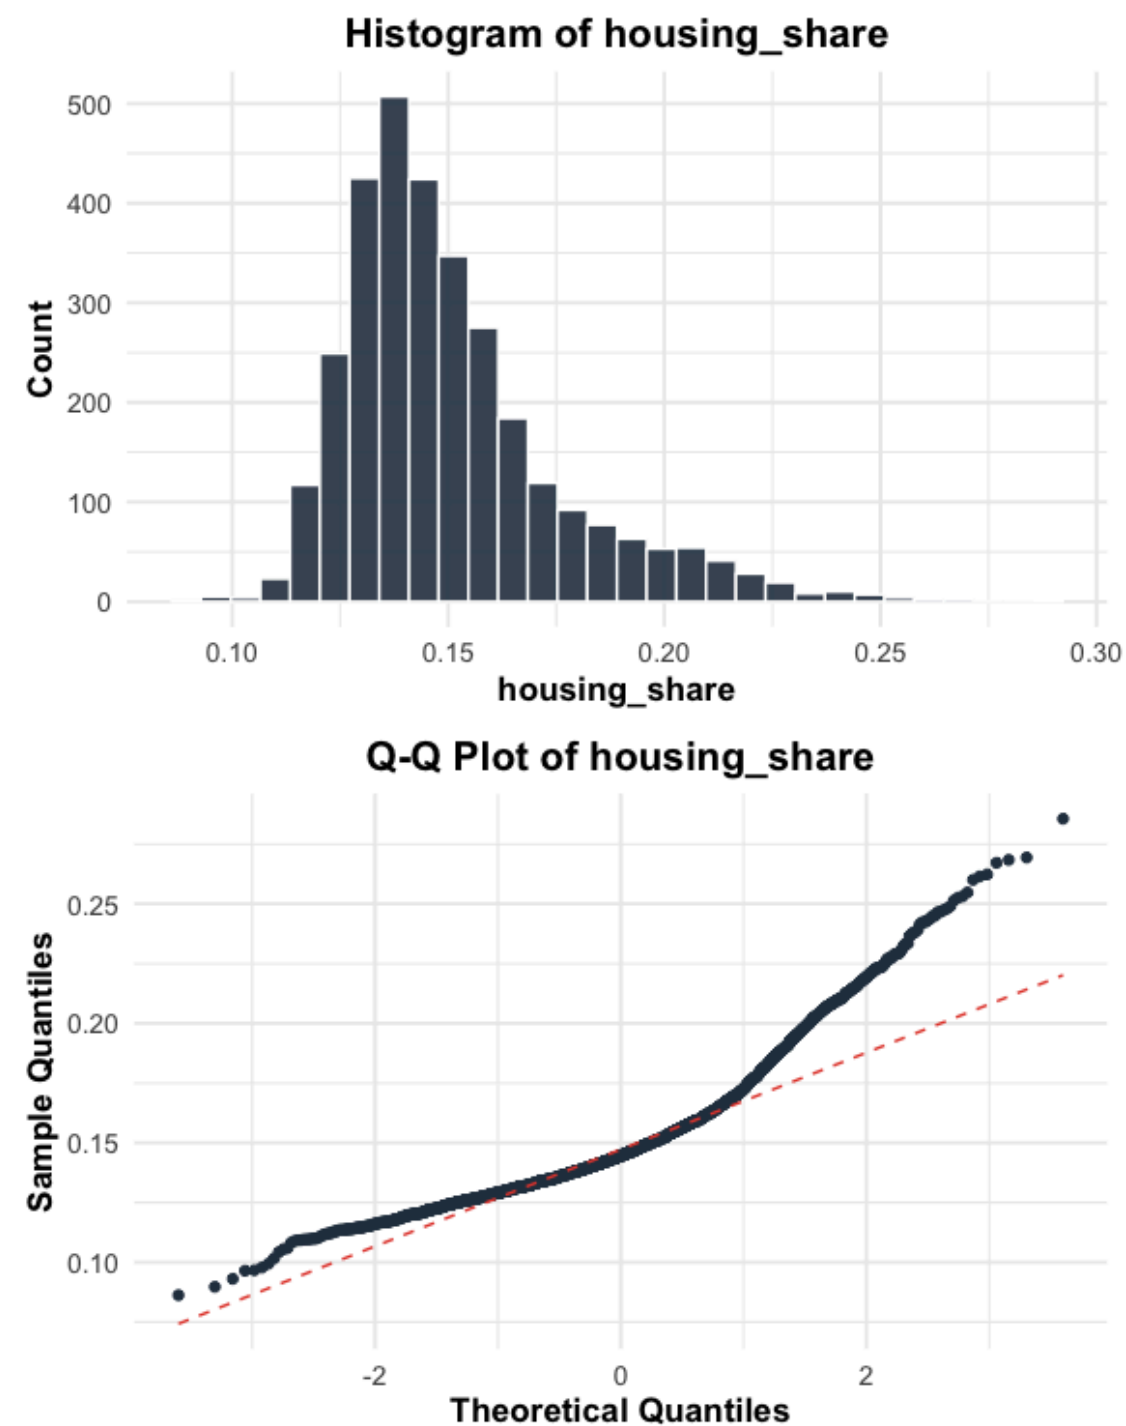 Histogram of housing_share
500
400
300
200
100
0
Count
0.10 0.15 0.20 0.25 0.30
housing_share
Q-Q Plot of housing_share
0.25
0.20
0.15
0.10
Sample Quantiles
-2 0 2
Theoretical Quantiles